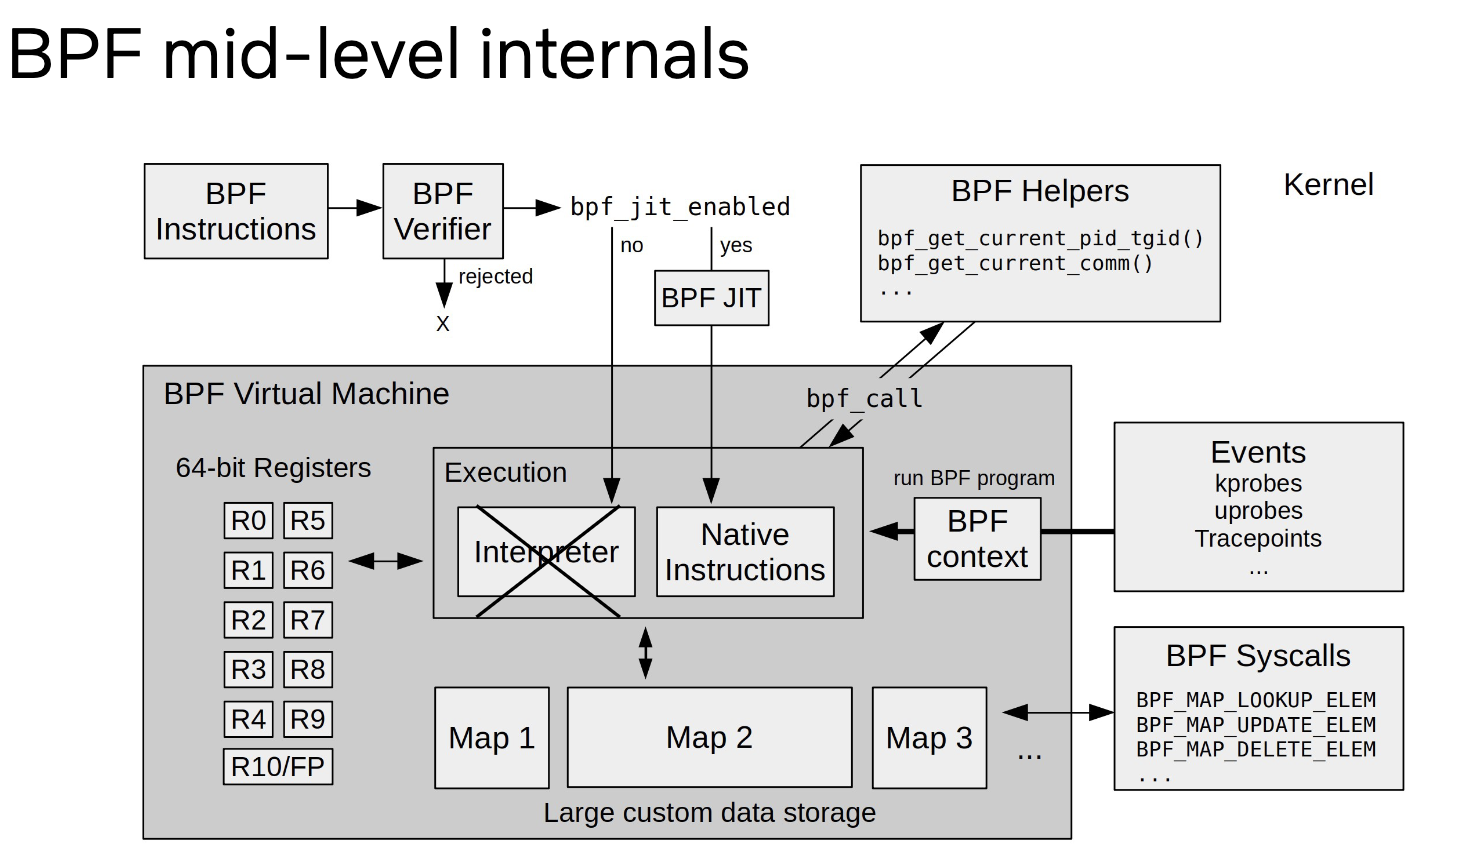 BPF mid-level internals
BPF
Instructions
BPF
Verifier
bpf_jit_enabled
no
yes
rejected
X
BPF JIT
BPF Helpers
bpf_get_current_pid_tgid()
bpf_get_current_comm()
...
Kernel
BPF Virtual Machine
bpf_call
64-bit Registers
R0 R5
R1 R6
R2 R7
R3 R8
R4 R9
R10/FP
Execution
Interpreter
Native
Instructions
run BPF program
BPF
context
Events
kprobes
uprobes
Tracepoints
...
Map 1
Map 2
Map 3
...
Large custom data storage
BPF Syscalls
BPF_MAP_LOOKUP_ELEM
BPF_MAP_UPDATE_ELEM
BPF_MAP_DELETE_ELEM
...